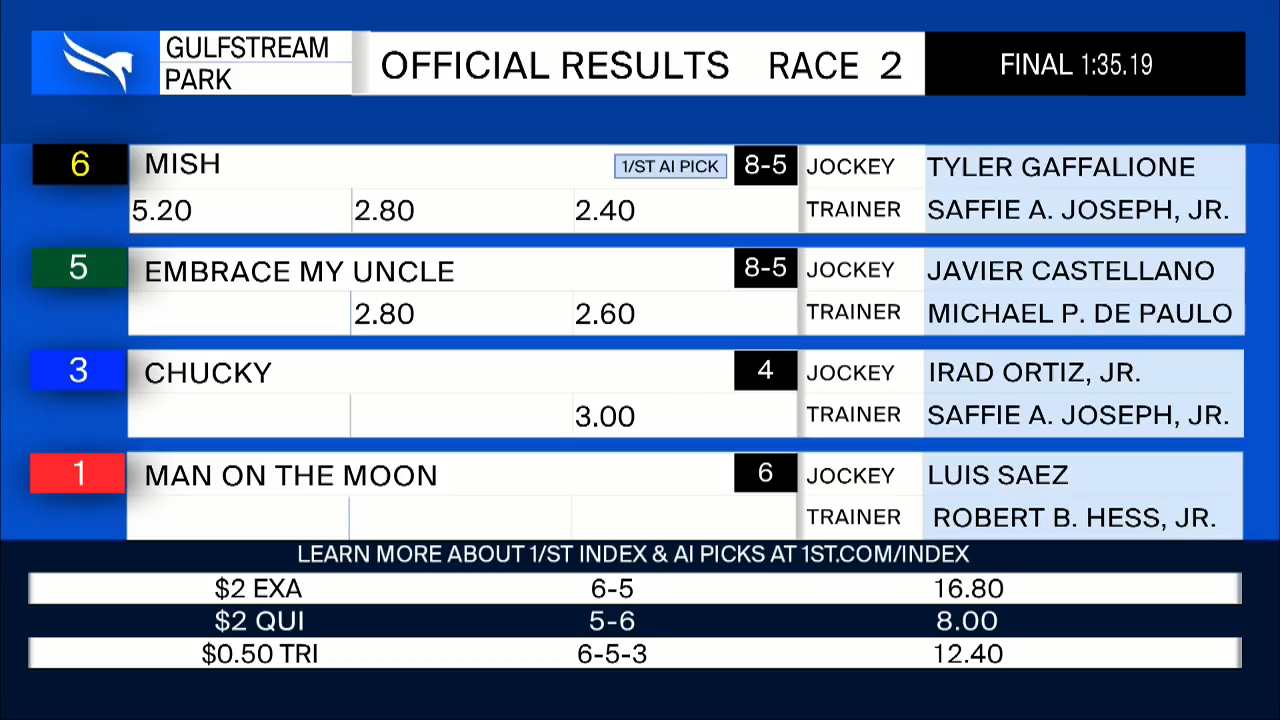 GULFSTREAM
PARK
OFFICIAL RESULTS RACE 2
FINAL 1:35.19
6 MISH 1/ST AI PICK 8-5 JOCKEY TYLER GAFFALIONE
5.20 2.80 2.40 TRAINER SAFFIE A. JOSEPH, JR.
5 EMBRACE MY UNCLE 8-5 JOCKEY JAVIER CASTELLANO
2.80 2.60 TRAINER MICHAEL P. DE PAULO
3 CHUCKY 4 JOCKEY IRAD ORTIZ, JR.
3.00 TRAINER SAFFIE A. JOSEPH, JR.
1 MAN ON THE MOON 6 JOCKEY LUIS SAEZ
TRAINER ROBERT B. HESS, JR.
LEARN MORE ABOUT 1/ST INDEX & AI PICKS AT 1ST.COM/INDEX
$2 EXA 6-5 16.80
$2 QUI 5-6 8.00
$0.50 TRI 6-5-3 12.40